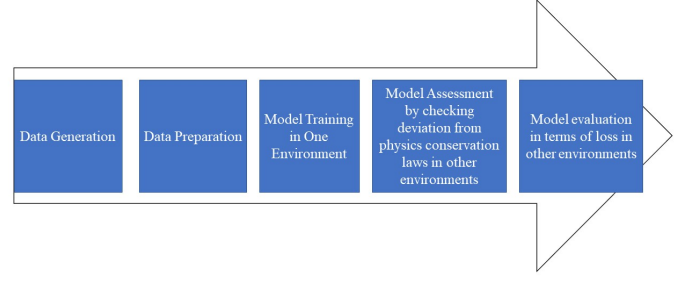 Data Generation
Data Preparation
Model Training
in One
Environment
Model Assessment
by checking
deviation from
physics conservation
laws in other
environments
Model evaluation
in terms of loss in
other environments